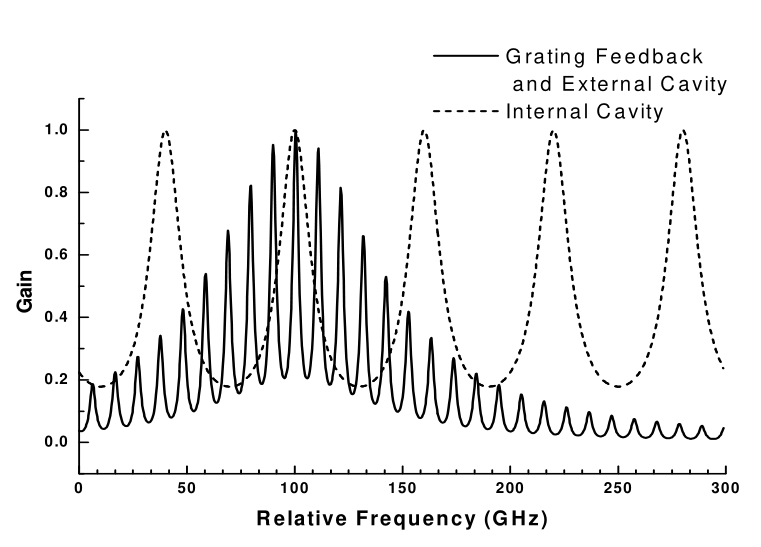 Grating Feedback
and External Cavity
Internal Cavity
1.0
0.8
0.6
0.4
0.2
0.0
Gain
0 50 100 150 200 250 300
Relative Frequency (GHz)